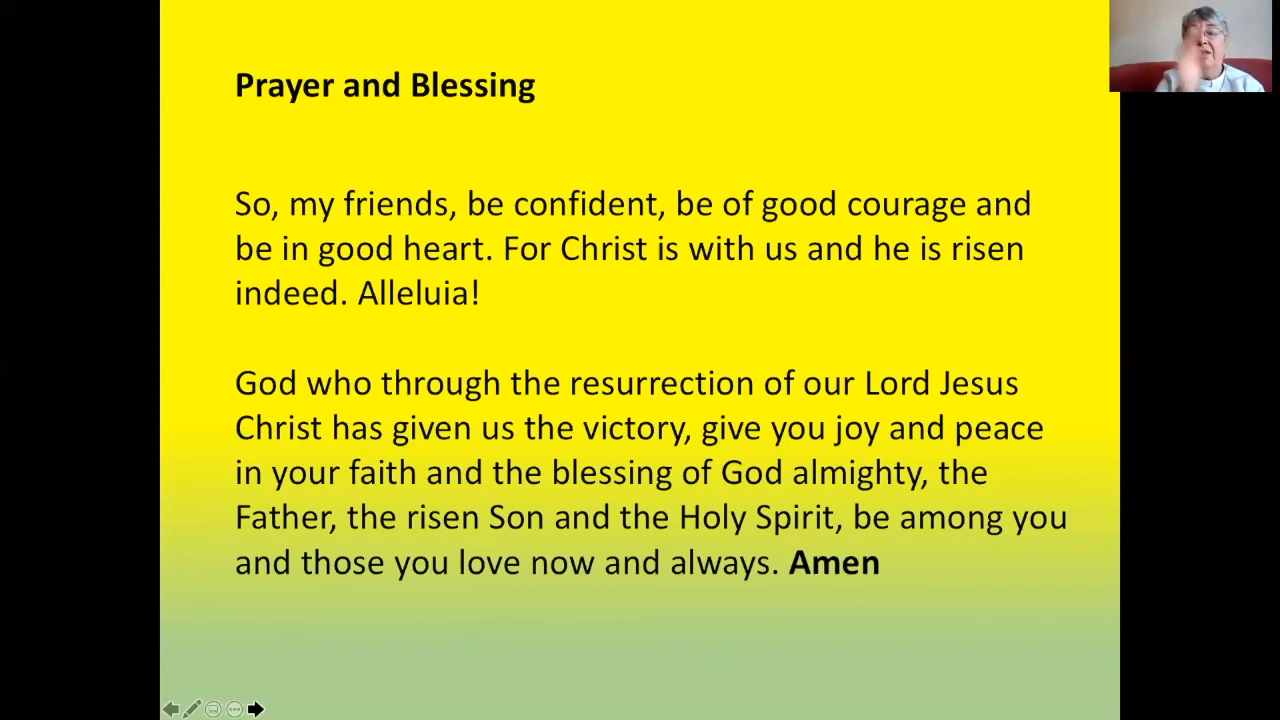 Prayer and Blessing
So, my friends, be confident, be of good courage and
be in good heart. For Christ is with us and he is risen
indeed. Alleluia!
God who through the resurrection of our Lord Jesus
Christ has given us the victory, give you joy and peace
in your faith and the blessing of God almighty, the
Father, the risen Son and the Holy Spirit, be among you
and those you love now and always. Amen